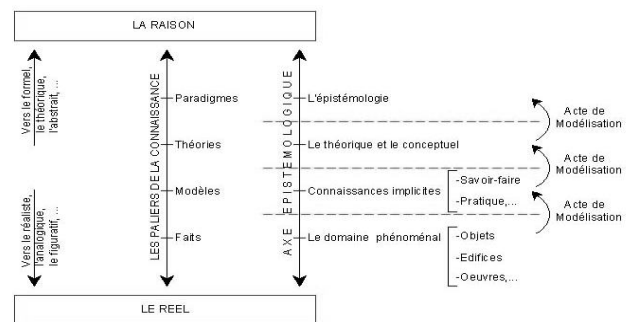 LA RAISON
Vers le formel,
le théorique,
l'abstrait, ...
Vers le réaliste,
l'analogique,
le figuratif, ...
LES PALIERS DE LA CONNAISSANCE
Paradigmes
Théories
Modèles
Faits
AXE EPISTEMOLOGIQUE
L'épistémologie
Le théorique et le conceptuel
Connaissances implicites
-Savoir-faire
-Pratique,...
Le domaine phénoménal
-Objets
-Edifices
-Oeuvres,...
Acte de
Modélisation
Acte de
Modélisation
Acte de
Modélisation
LE REEL